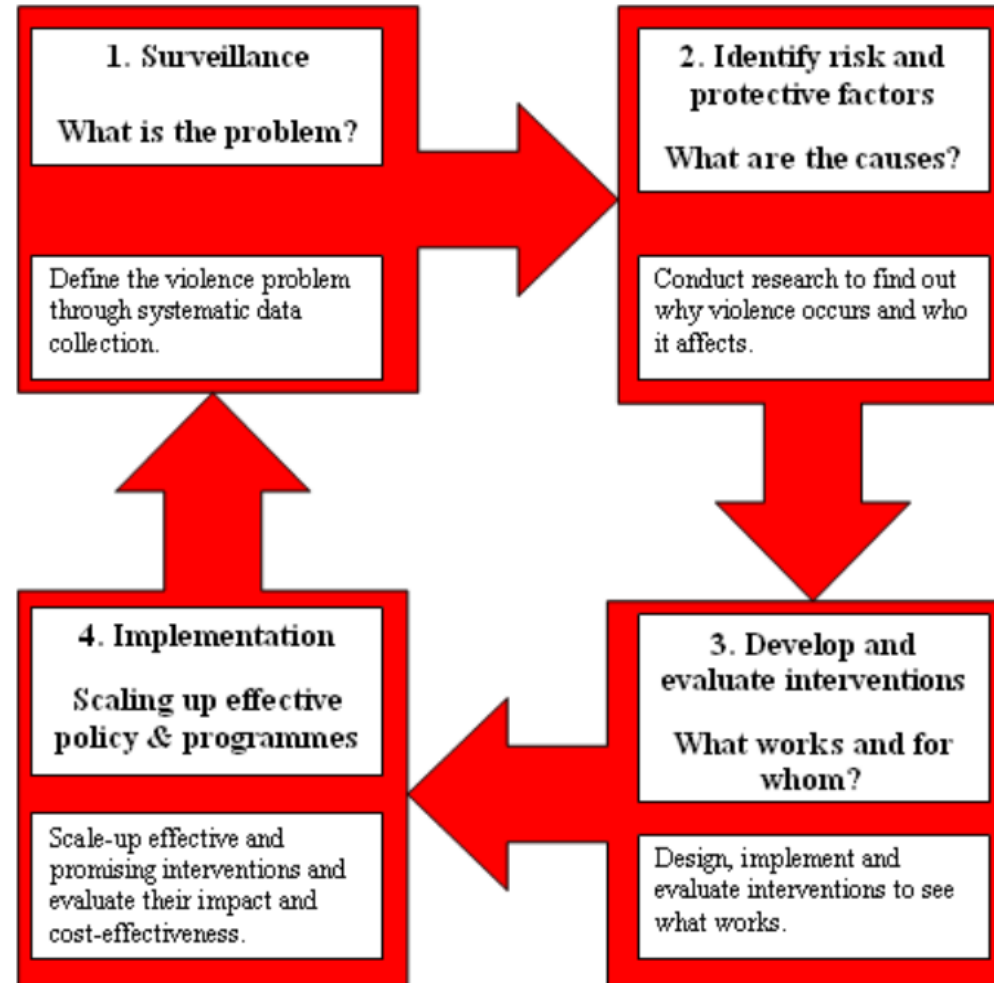 1. Surveillance
What is the problem?
Define the violence problem
through systematic data
collection.
2. Identify risk and
protective factors
What are the causes?
Conduct research to find out
why violence occurs and who
it affects.
3. Develop and
evaluate interventions
What works and for
whom?
Design, implement and
evaluate interventions to see
what works.
4. Implementation
Scaling up effective
policy & programmes
Scale-up effective and
promising interventions and
evaluate their impact and
cost-effectiveness.